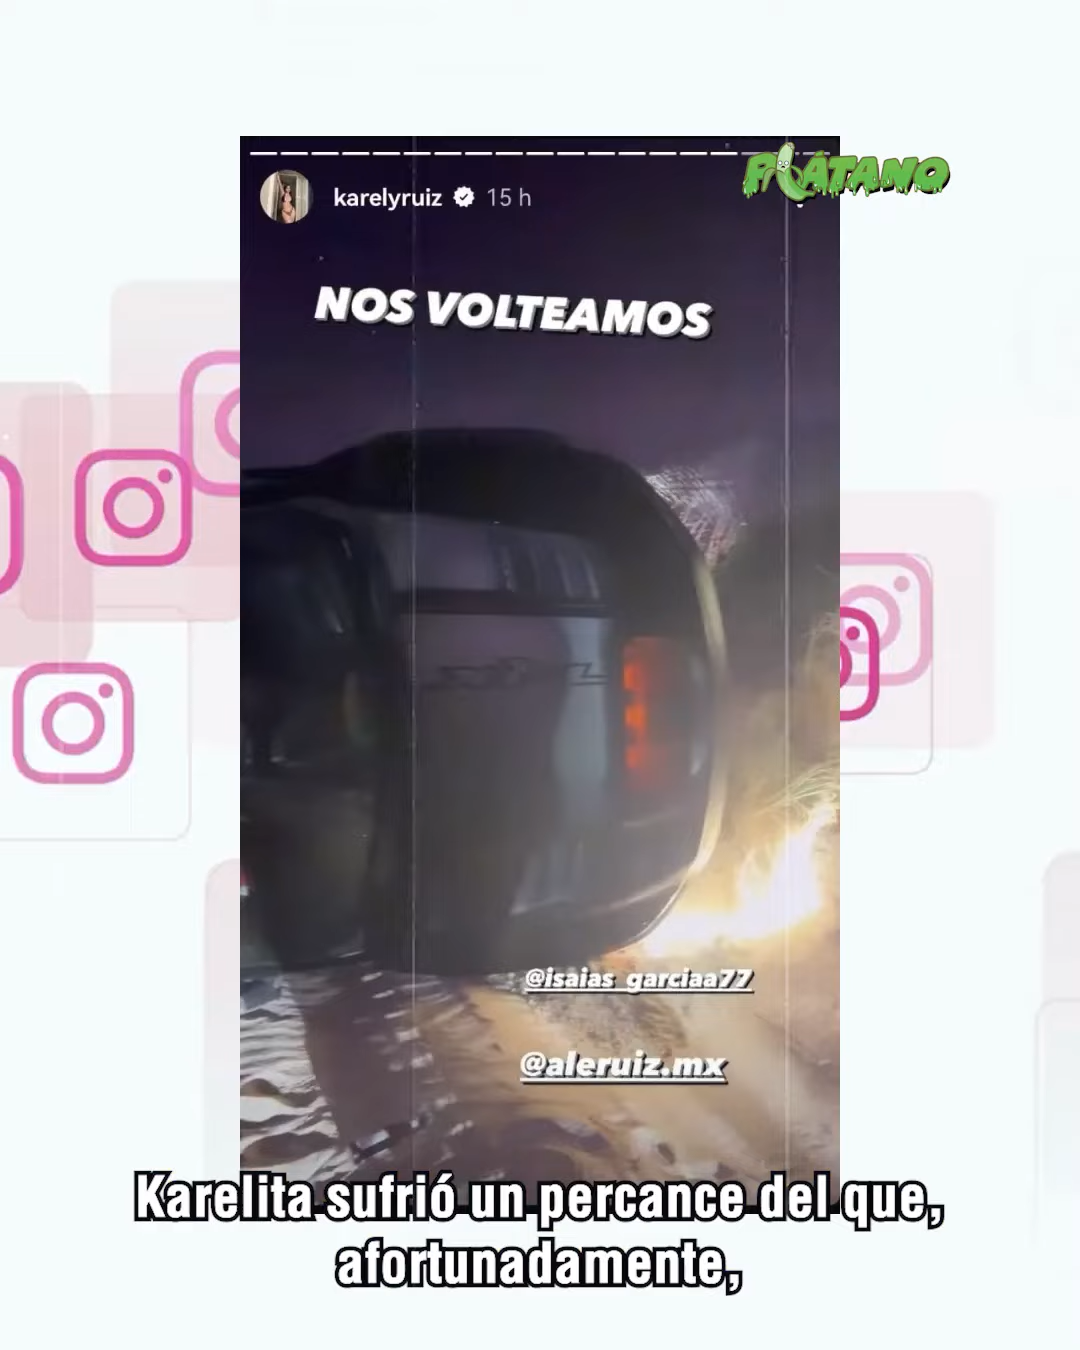 PLÁTANO
karelyruiz 15 h
NOS VOLTEAMOS
@isaias_garciaa77
@aleruiz.mx
Karelita sufrió un percance del que,
afortunadamente,